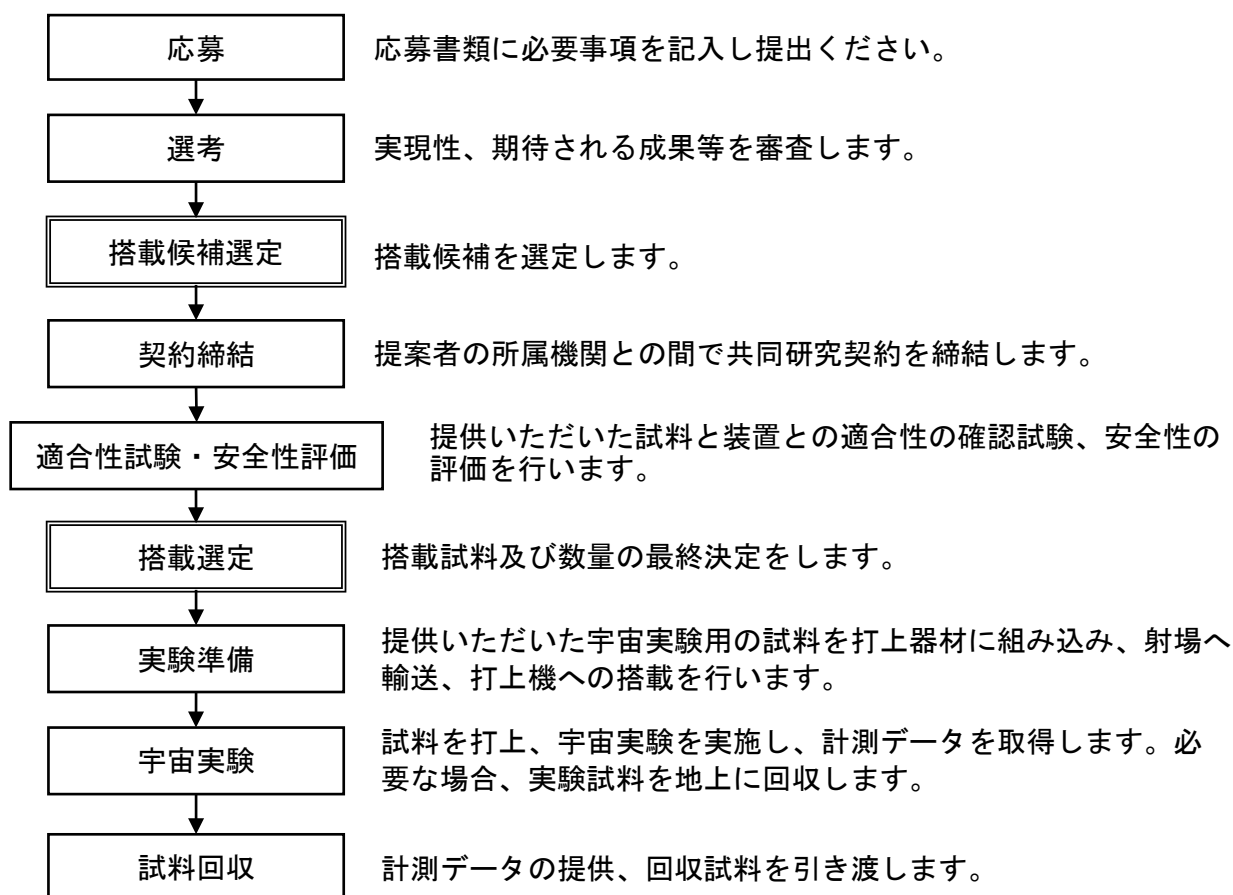 応募
応募書類に必要事項を記入し提出ください。
選考
実現性、期待される成果等を審査します。
搭載候補選定
搭載候補を選定します。
契約締結
提案者の所属機関との間で共同研究契約を締結します。
適合性試験・安全性評価
提供いただいた試料と装置との適合性の確認試験、安全性の
評価を行います。
搭載選定
搭載試料及び数量の最終決定をします。
実験準備
提供いただいた宇宙実験用の試料を打上器材に組み込み、射場へ
輸送、打上機への搭載を行います。
宇宙実験
試料を打上、宇宙実験を実施し、計測データを取得します。必
要な場合、実験試料を地上に回収します。
試料回収
計測データの提供、回収試料を引き渡します。